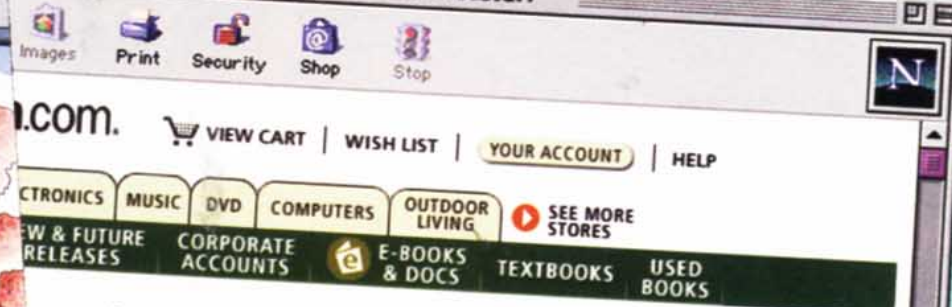 Images Print Security Shop Stop
N
.com.
VIEW CART | WISH LIST | YOUR ACCOUNT | HELP
CTRONICS MUSIC DVD COMPUTERS OUTDOOR LIVING SEE MORE STORES
W & FUTURE RELEASES CORPORATE ACCOUNTS e E-BOOKS & DOCS TEXTBOOKS USED BOOKS